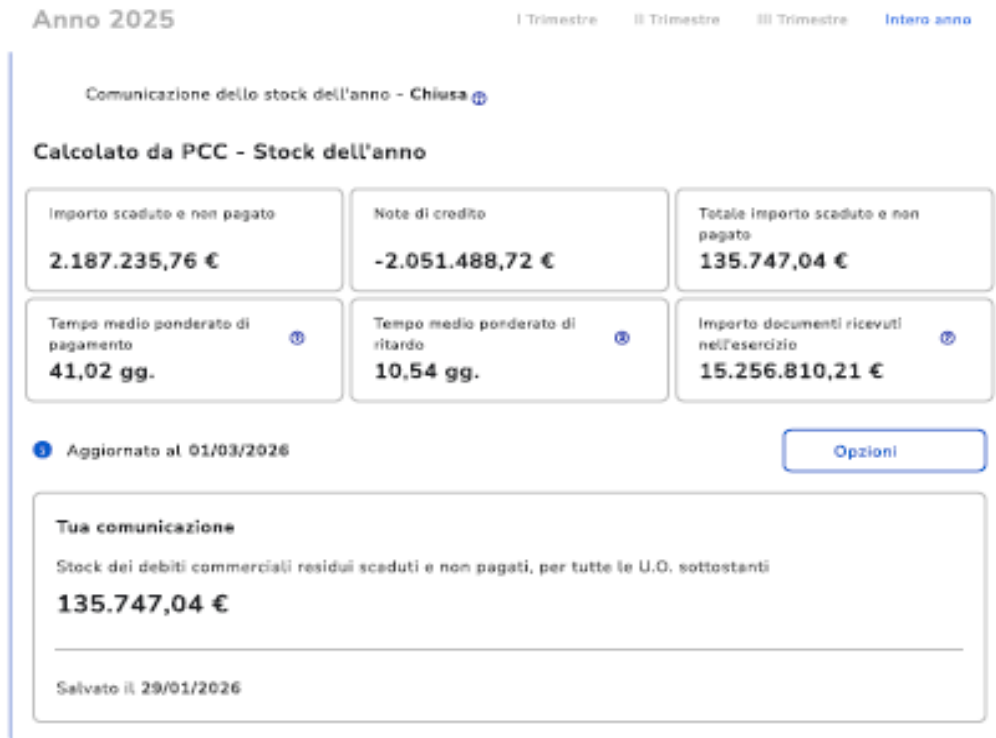 Anno 2025
I Trimestre II Trimestre III Trimestre Intero anno
Comunicazione dello stock dell'anno - Chiusa
Calcolato da PCC - Stock dell'anno
Importo scaduto e non pagato
2.187.235,76 €
Note di credito
-2.051.488,72 €
Totale importo scaduto e non
pagato
135.747,04 €
Tempo medio ponderato di
pagamento
41,02 gg.
Tempo medio ponderato di
ritardo
10,54 gg.
Importo documenti ricevuti
nell'esercizio
15.256.810,21 €
Aggiornato al 01/03/2026
Opzioni
Tua comunicazione
Stock dei debiti commerciali residui scaduti e non pagati, per tutte le U.O. sottostanti
135.747,04 €
Salvato il 29/01/2026